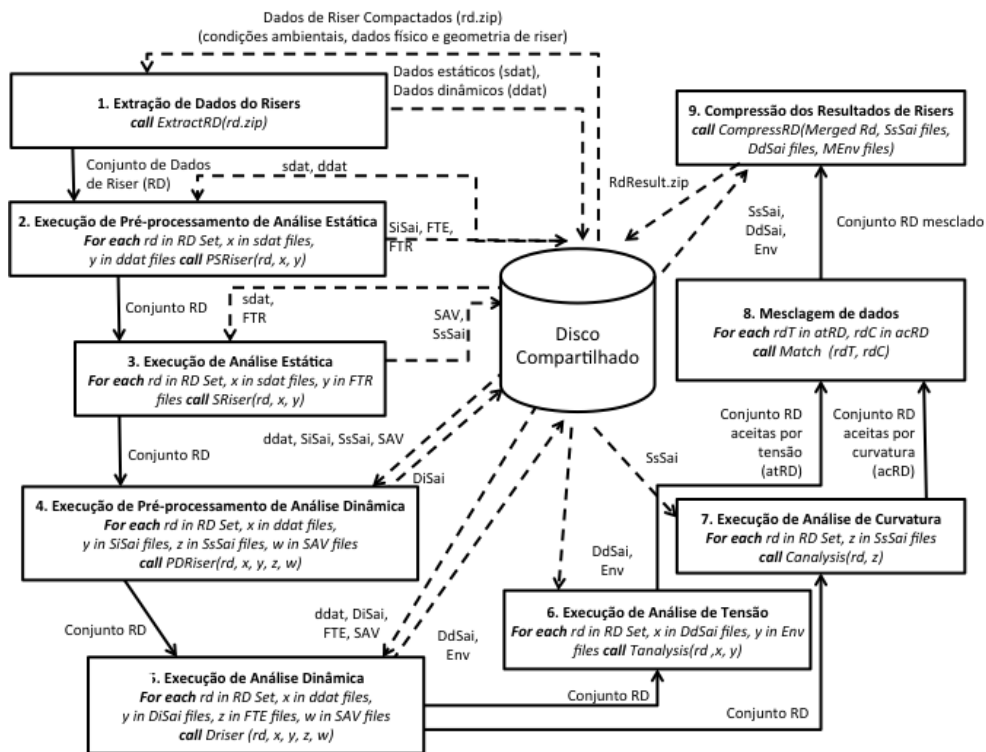 Dados de Riser Compactados (rd.zip)
(condições ambientais, dados físico e geometria de riser)
Dados estáticos (sdat),
Dados dinâmicos (ddat)
1. Extração de Dados do Risers
call ExtractRD(rd.zip)
Conjunto de Dados
de Riser (RD)
sdat, ddat
2. Execução de Pré-processamento de Análise Estática
For each rd in RD Set, x in sdat files,
y in ddat files call PSRiser(rd, x, y)
SiSai, FTE,
FTR
Conjunto RD
sdat,
FTR
SAV,
SsSai
3. Execução de Análise Estática
For each rd in RD Set, x in sdat files, y in FTR
files call SRiser(rd, x, y)
Conjunto RD
ddat, SiSai, SsSai, SAV
DiSai
4. Execução de Pré-processamento de Análise Dinâmica
For each rd in RD Set, x in ddat files,
y in SiSai files, z in SsSai files, w in SAV files
call PDRiser(rd, x, y, z, w)
Conjunto RD
ddat, DiSai,
FTE, SAV
DdSai,
Env
. Execução de Análise Dinâmica
For each rd in RD Set, x in ddat files,
y in DiSai files, z in FTE files, w in SAV files
call Driser (rd, x, y, z, w)
Conjunto RD
Conjunto RD
Disco
Compartilhado
DdSai,
Env
6. Execução de Análise de Tensão
For each rd in RD Set, x in DdSai files, y in Env
files call Tanalysis(rd ,x, y)
SsSai
7. Execução de Análise de Curvatura
For each rd in RD Set, z in SsSai files
call Canalysis(rd, z)
Conjunto RD
aceitas por
tensão
(atRD)
Conjunto RD
aceitas por
curvatura
(acRD)
8. Mesclagem de dados
For each rdT in atRD, rdC in acRD
call Match (rdT, rdC)
Conjunto RD mesclado
SsSai,
DdSai,
Env
RdResult.zip
9. Compressão dos Resultados de Risers
call CompressRD(Merged Rd, SsSai files,
DdSai files, MEnv files)